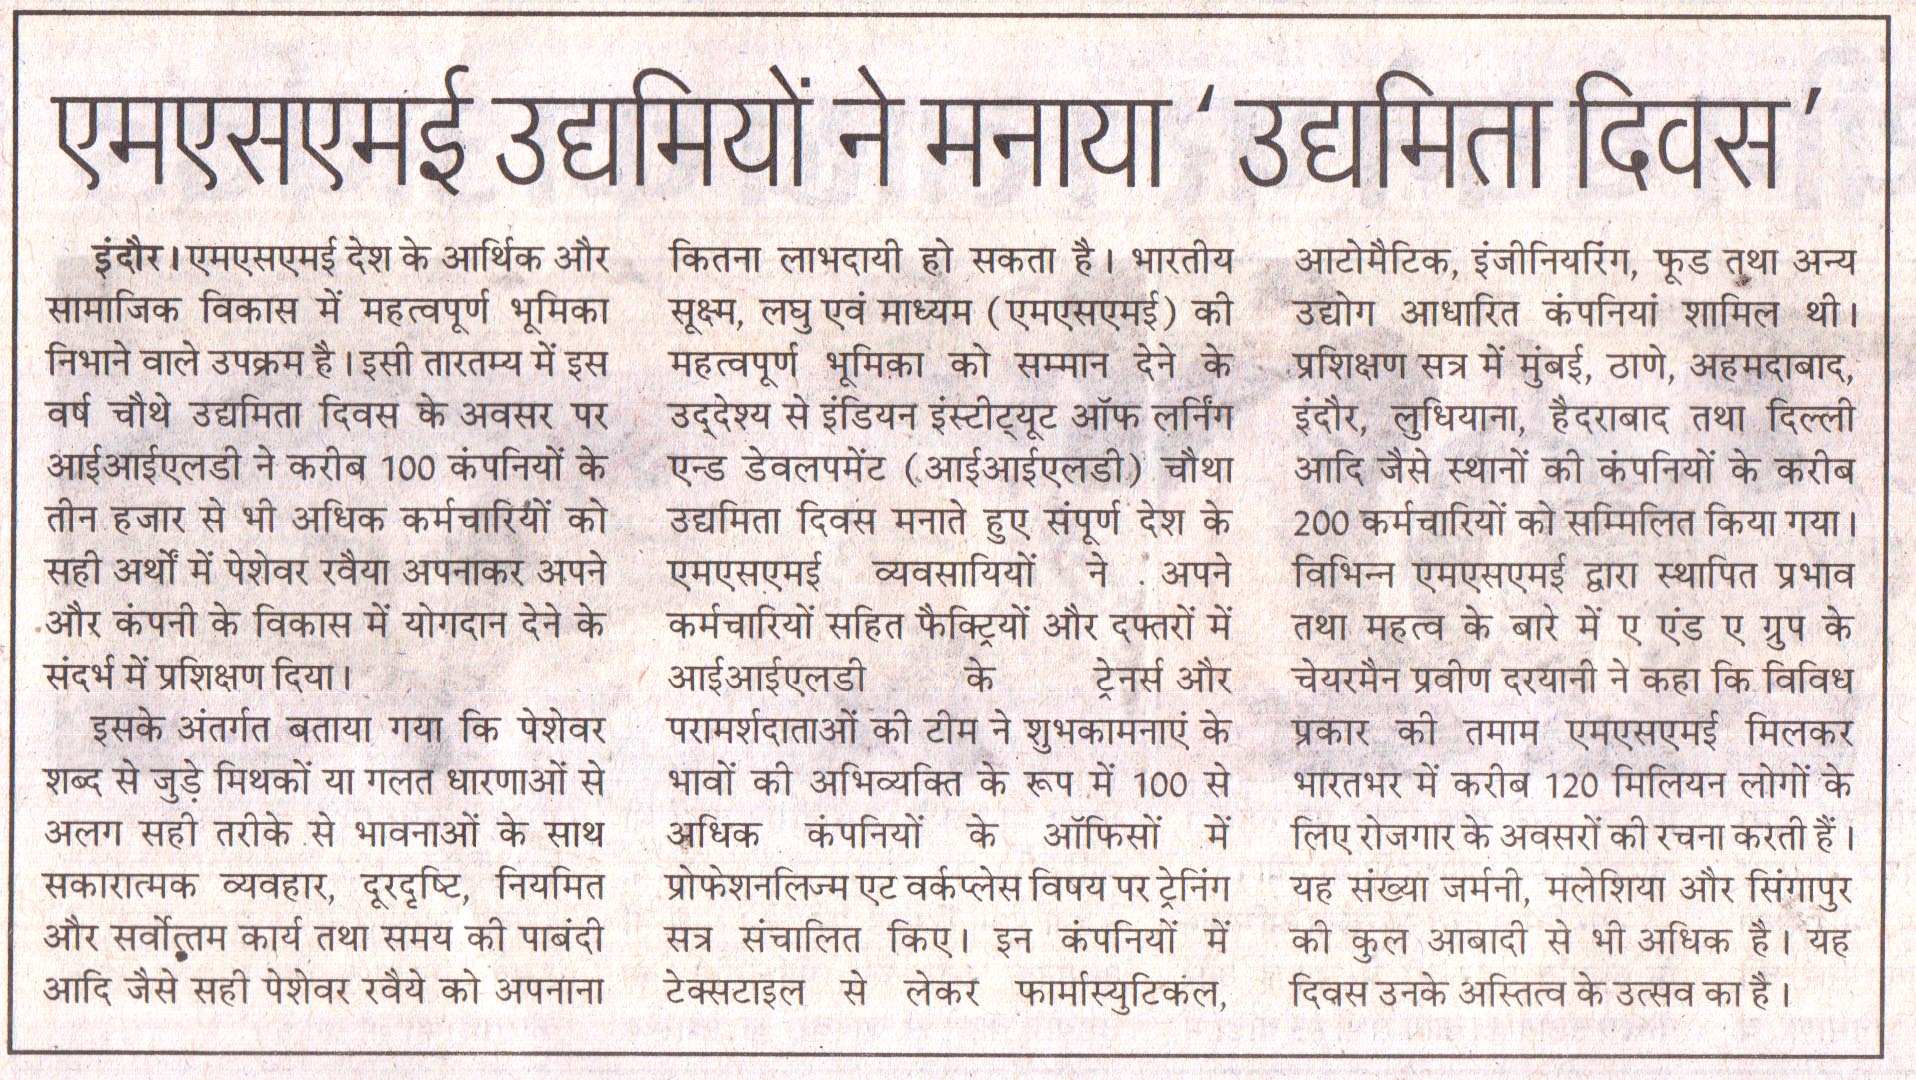 एमएसएमई उद्यमियों ने मनाया ‘उद्यमिता दिवस’
इंदौर। एमएसएमई देश के आर्थिक और
सामाजिक विकास में महत्वपूर्ण भूमिका
निभाने वाले उपक्रम है। इसी तारतम्य में इस
वर्ष चौथे उद्यमिता दिवस के अवसर पर
आईआईएलडी ने करीब 100 कंपनियों के
तीन हजार से भी अधिक कर्मचारियों को
सही अर्थों में पेशेवर रवैया अपनाकर अपने
और कंपनी के विकास में योगदान देने के
संदर्भ में प्रशिक्षण दिया।
इसके अंतर्गत बताया गया कि पेशेवर
शब्द से जुड़े मिथकों या गलत धारणाओं से
अलग सही तरीके से भावनाओं के साथ
सकारात्मक व्यवहार, दूरदृष्टि, नियमित
और सर्वोत्तम कार्य तथा समय की पाबंदी
आदि जैसे सही पेशेवर रवैये को अपनाना
कितना लाभदायी हो सकता है। भारतीय
सूक्ष्म, लघु एवं माध्यम (एमएसएमई) की
महत्वपूर्ण भूमिका को सम्मान देने के
उद्देश्य से इंडियन इंस्टीट्यूट ऑफ लर्निंग
एन्ड डेवलपमेंट (आईआईएलडी) चौथा
उद्यमिता दिवस मनाते हुए संपूर्ण देश के
एमएसएमई व्यवसायियों ने अपने
कर्मचारियों सहित फैक्ट्रियों और दफ्तरों में
आईआईएलडी के ट्रेनर्स और
परामर्शदाताओं की टीम ने शुभकामनाएं के
भावों की अभिव्यक्ति के रूप में 100 से
अधिक कंपनियों के ऑफिसों में
प्रोफेशनलिज्म एट वर्कप्लेस विषय पर ट्रेनिंग
सत्र संचालित किए। इन कंपनियों में
टेक्सटाइल से लेकर फार्मास्युटिकल,
आटोमैटिक, इंजीनियरिंग, फूड तथा अन्य
उद्योग आधारित कंपनियां शामिल थी।
प्रशिक्षण सत्र में मुंबई, ठाणे, अहमदाबाद,
इंदौर, लुधियाना, हैदराबाद तथा दिल्ली
आदि जैसे स्थानों की कंपनियों के करीब
200 कर्मचारियों को सम्मिलित किया गया।
विभिन्न एमएसएमई द्वारा स्थापित प्रभाव
तथा महत्व के बारे में ए एंड ए ग्रुप के
चेयरमैन प्रवीण दरयानी ने कहा कि विविध
प्रकार की तमाम एमएसएमई मिलकर
भारतभर में करीब 120 मिलियन लोगों के
लिए रोजगार के अवसरों की रचना करती हैं।
यह संख्या जर्मनी, मलेशिया और सिंगापुर
की कुल आबादी से भी अधिक है। यह
दिवस उनके अस्तित्व के उत्सव का है।